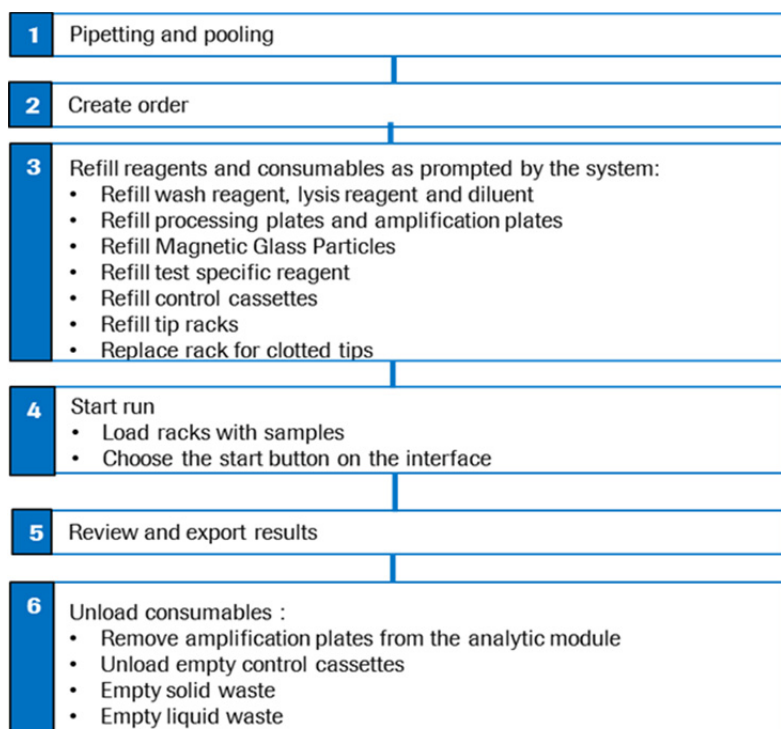 1 Pipetting and pooling
2 Create order
3 Refill reagents and consumables as prompted by the system:
• Refill wash reagent, lysis reagent and diluent
• Refill processing plates and amplification plates
• Refill Magnetic Glass Particles
• Refill test specific reagent
• Refill control cassettes
• Refill tip racks
• Replace rack for clotted tips
4 Start run
• Load racks with samples
• Choose the start button on the interface
5 Review and export results
6 Unload consumables :
• Remove amplification plates from the analytic module
• Unload empty control cassettes
• Empty solid waste
• Empty liquid waste